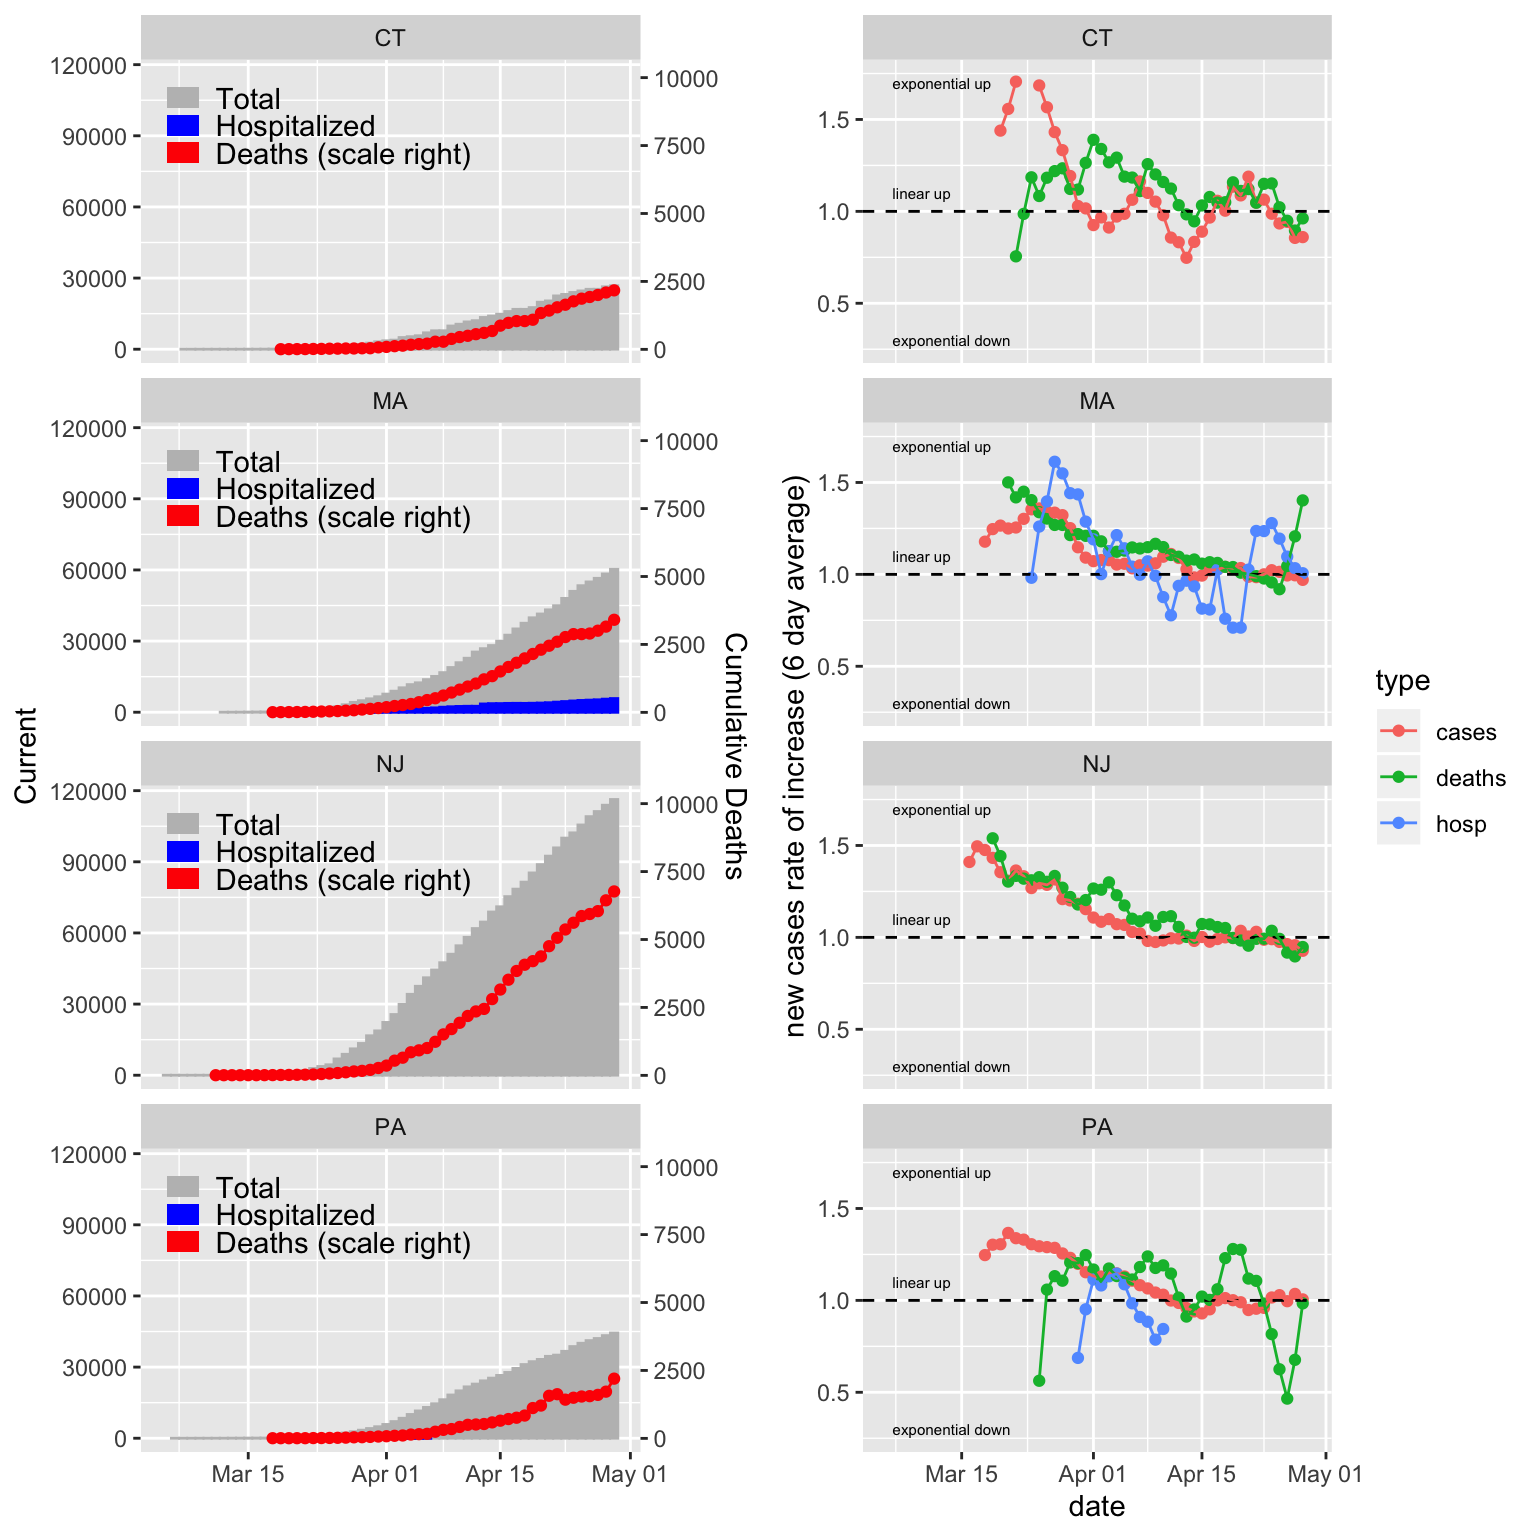 CT
120000
90000
60000
30000
0
10000
7500
5000
2500
0
Total
Hospitalized
Deaths (scale right)
MA
120000
90000
60000
30000
0
10000
7500
5000
2500
0
Total
Hospitalized
Deaths (scale right)
NJ
120000
90000
60000
30000
0
10000
7500
5000
2500
0
Total
Hospitalized
Deaths (scale right)
PA
120000
90000
60000
30000
0
10000
7500
5000
2500
0
Total
Hospitalized
Deaths (scale right)
Mar 15
Apr 01
Apr 15
May 01
Current
Cumulative Deaths
CT
1.5
1.0
0.5
exponential up
linear up
exponential down
MA
1.5
1.0
0.5
exponential up
linear up
exponential down
NJ
1.5
1.0
0.5
exponential up
linear up
exponential down
PA
1.5
1.0
0.5
exponential up
linear up
exponential down
Mar 15
Apr 01
Apr 15
May 01
date
new cases rate of increase (6 day average)
type
cases
deaths
hosp